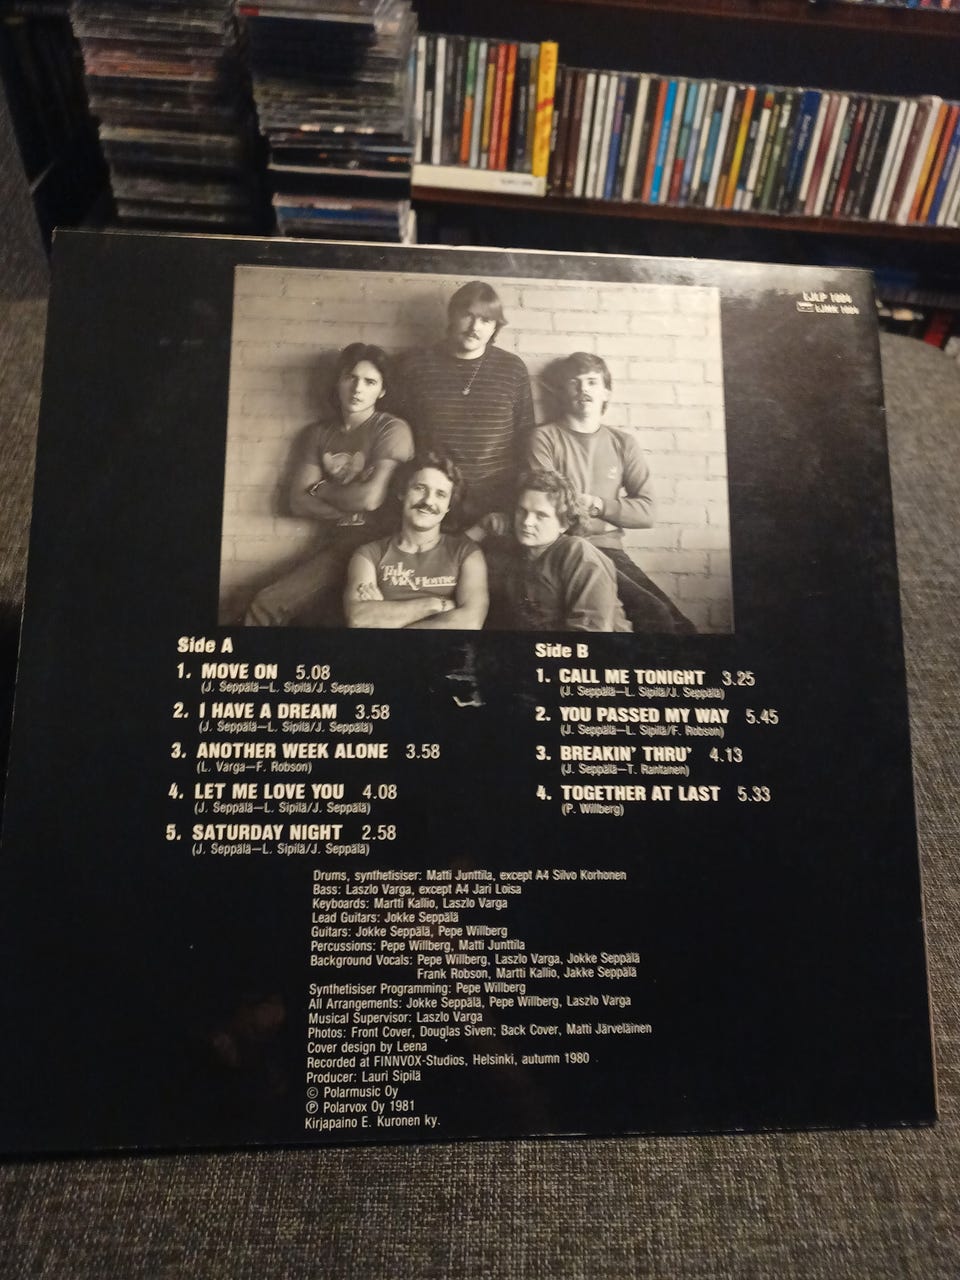 LJLP 1004
LJMK 1004
Take
Me Home
Side A
1. MOVE ON 5.08
(J. Seppälä—L. Sipilä/J. Seppälä)
2. I HAVE A DREAM 3.58
(J. Seppälä—L. Sipilä/J. Seppälä)
3. ANOTHER WEEK ALONE 3.58
(L. Varga—F. Robson)
4. LET ME LOVE YOU 4.08
(J. Seppälä—L. Sipilä/J. Seppälä)
5. SATURDAY NIGHT 2.58
(J. Seppälä—L. Sipilä/J. Seppälä)
Side B
1. CALL ME TONIGHT 3.25
(J. Seppälä—L. Sipilä/J. Seppälä)
2. YOU PASSED MY WAY 5.45
(J. Seppälä—L. Sipilä/F. Robson)
3. BREAKIN' THRU' 4.13
(J. Seppälä—T. Rantanen)
4. TOGETHER AT LAST 5.33
(P. Willberg)
Drums, synthetisiser: Matti Junttila, except A4 Silvo Korhonen
Bass: Laszlo Varga, except A4 Jari Loisa
Keyboards: Martti Kallio, Laszlo Varga
Lead Guitars: Jokke Seppälä
Guitars: Jokke Seppälä, Pepe Willberg
Percussions: Pepe Willberg, Matti Junttila
Background Vocals: Pepe Willberg, Laszlo Varga, Jokke Seppälä
Frank Robson, Martti Kallio, Jakke Seppälä
Synthetisiser Programming: Pepe Willberg
All Arrangements: Jokke Seppälä, Pepe Willberg, Laszlo Varga
Musical Supervisor: Laszlo Varga
Photos: Front Cover, Douglas Siven; Back Cover, Matti Järveläinen
Cover design by Leena
Recorded at FINNVOX-Studios, Helsinki, autumn 1980
Producer: Lauri Sipilä
© Polarmusic Oy
℗ Polarvox Oy 1981
Kirjapaino E. Kuronen ky.